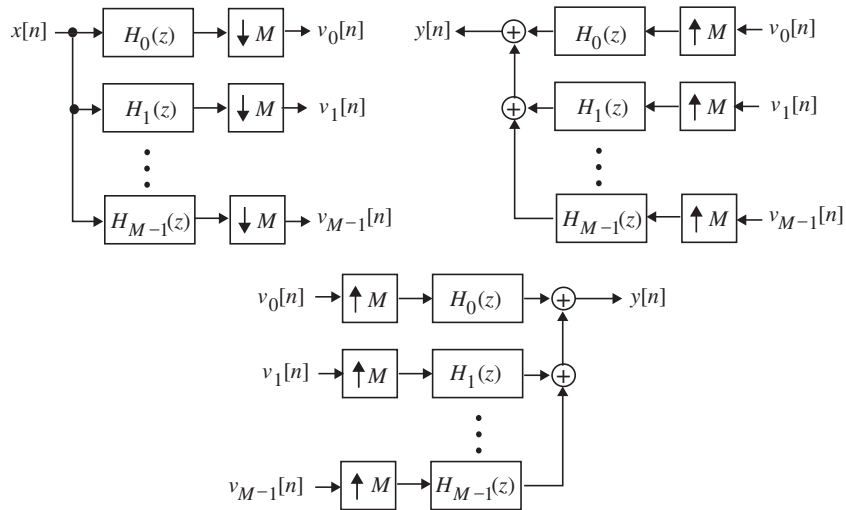 x[n] H_0(z) ↓ M v_0[n]
H_1(z) ↓ M v_1[n]
H_{M−1}(z) ↓ M v_{M−1}[n]
y[n] + H_0(z) ↑ M v_0[n]
+ H_1(z) ↑ M v_1[n]
H_{M−1}(z) ↑ M v_{M−1}[n]
v_0[n] ↑ M H_0(z) + y[n]
v_1[n] ↑ M H_1(z) +
v_{M−1}[n] ↑ M H_{M−1}(z)